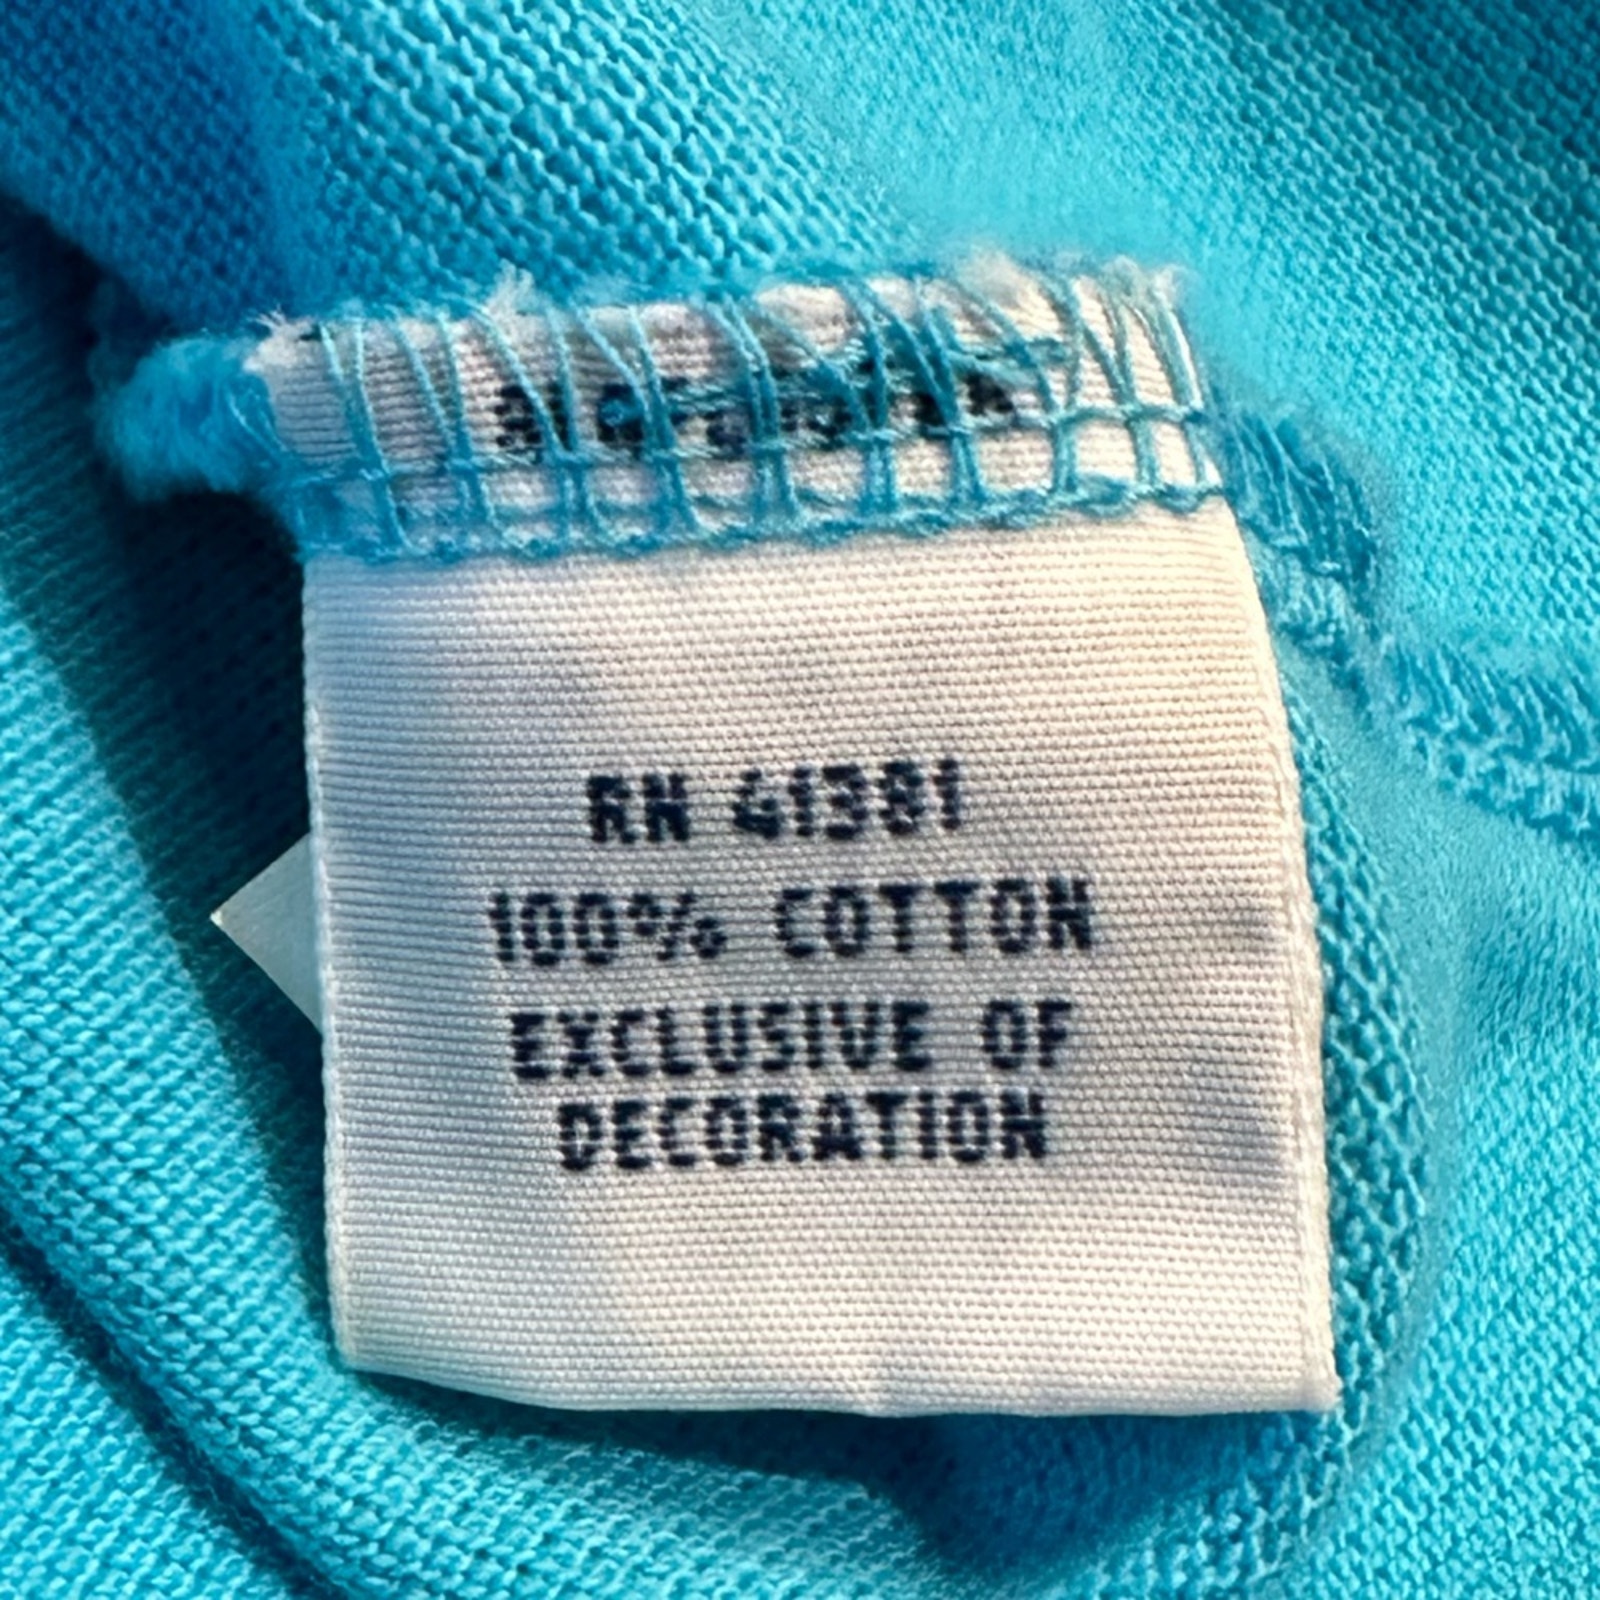 RN 41381
100% COTTON
EXCLUSIVE OF
DECORATION